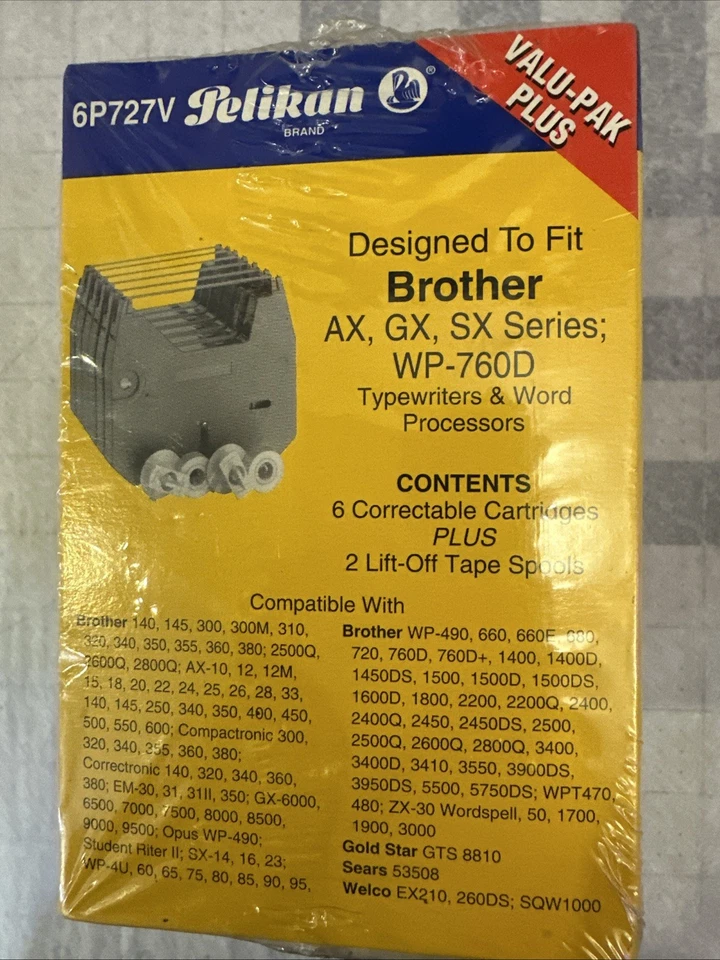 6P727V Pelikan ®
BRAND
VALU-PAK
PLUS
Designed To Fit
Brother
AX, GX, SX Series;
WP-760D
Typewriters & Word
Processors
CONTENTS
6 Correctable Cartridges
PLUS
2 Lift-Off Tape Spools
Compatible With
Brother 140, 145, 300, 300M, 310,
320, 340, 350, 355, 360, 380; 2500Q,
2600Q, 2800Q; AX-10, 12, 12M,
15, 18, 20, 22, 24, 25, 26, 28, 33,
140, 145, 250, 340, 350, 400, 450,
500, 550, 600; Compactronic 300,
320, 340, 355, 360, 380;
Correctronic 140, 320, 340, 360,
380; EM-30, 31, 31II, 350; GX-6000,
6500, 7000, 7500, 8000, 8500,
9000, 9500; Opus WP-490;
Student Riter II; SX-14, 16, 23;
WP-4U, 60, 65, 75, 80, 85, 90, 95,
Brother WP-490, 660, 660E,
720, 760D, 760D+, 1400, 1400D,
1450DS, 1500, 1500D, 1500DS,
1600D, 1800, 2200, 2200Q, 2400,
2400Q, 2450, 2450DS, 2500,
2500Q, 2600Q, 2800Q, 3400,
3400D, 3410, 3550, 3900DS,
3950DS, 5500, 5750DS; WPT470,
480; ZX-30 Wordspell, 50, 1700,
1900, 3000
Gold Star GTS 8810
Sears 53508
Welco EX210, 260DS; SQW1000